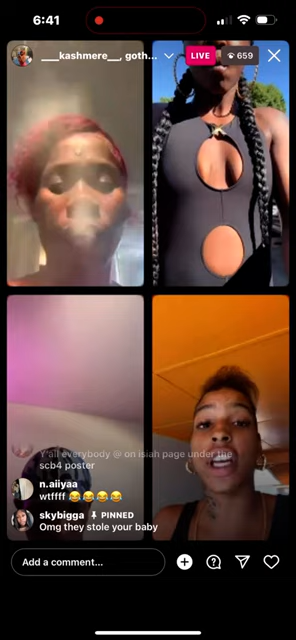 6:41
___kashmere__, goth...
LIVE
659
Y'all everybody @ on isiah page under the
scb4 poster
n.aiiyaa
wtffff 😂😂😂😂
skybigga PINNED
Omg they stole your baby
Add a comment...